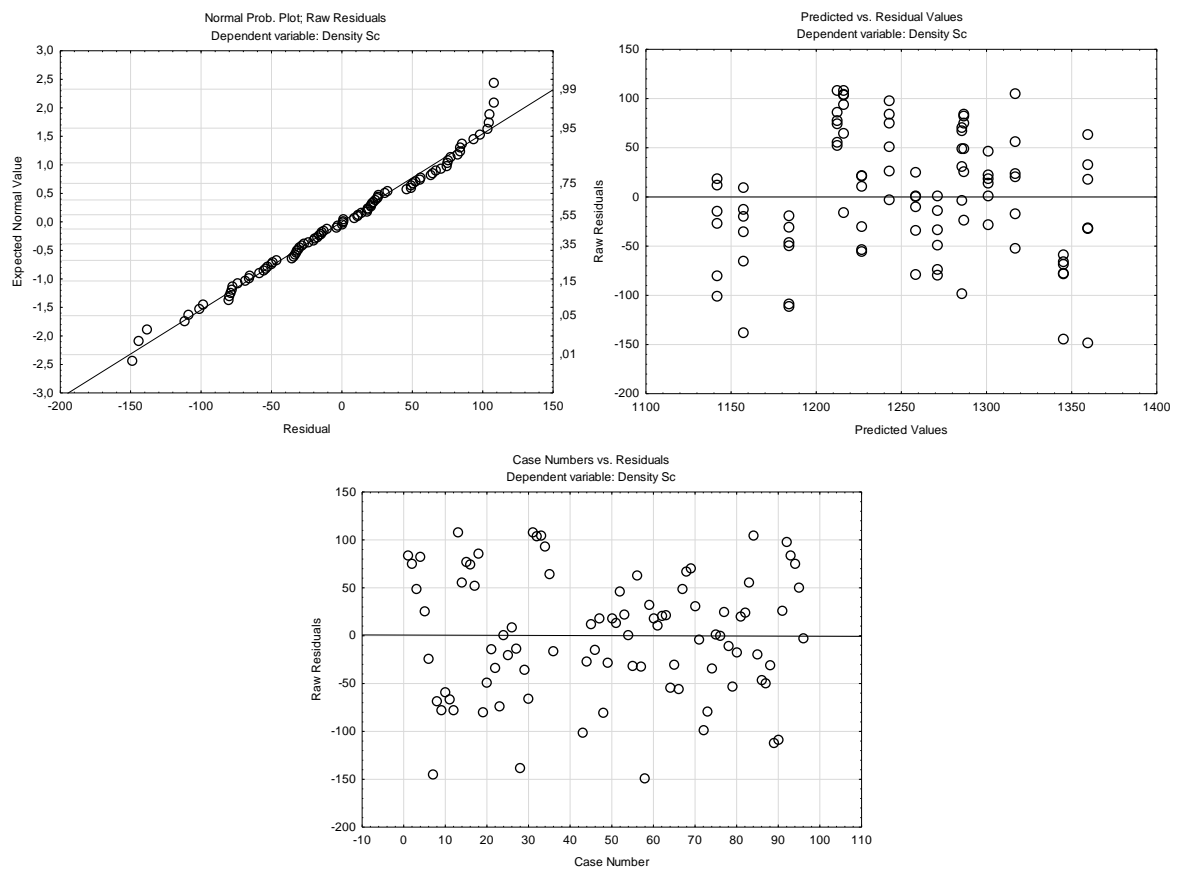 Normal Prob. Plot; Raw Residuals
Dependent variable: Density Sc
3,0
2,5
2,0
1,5
1,0
0,5
0,0
-0,5
-1,0
-1,5
-2,0
-2,5
-3,0
Expected Normal Value
,99
,95
,75
,55
,35
,15
,05
,01
-200 -150 -100 -50 0 50 100 150
Residual
Predicted vs. Residual Values
Dependent variable: Density Sc
150
100
50
0
-50
-100
-150
-200
Raw Residuals
1100 1150 1200 1250 1300 1350 1400
Predicted Values
Case Numbers vs. Residuals
Dependent variable: Density Sc
150
100
50
0
-50
-100
-150
-200
Raw Residuals
-10 0 10 20 30 40 50 60 70 80 90 100 110
Case Number